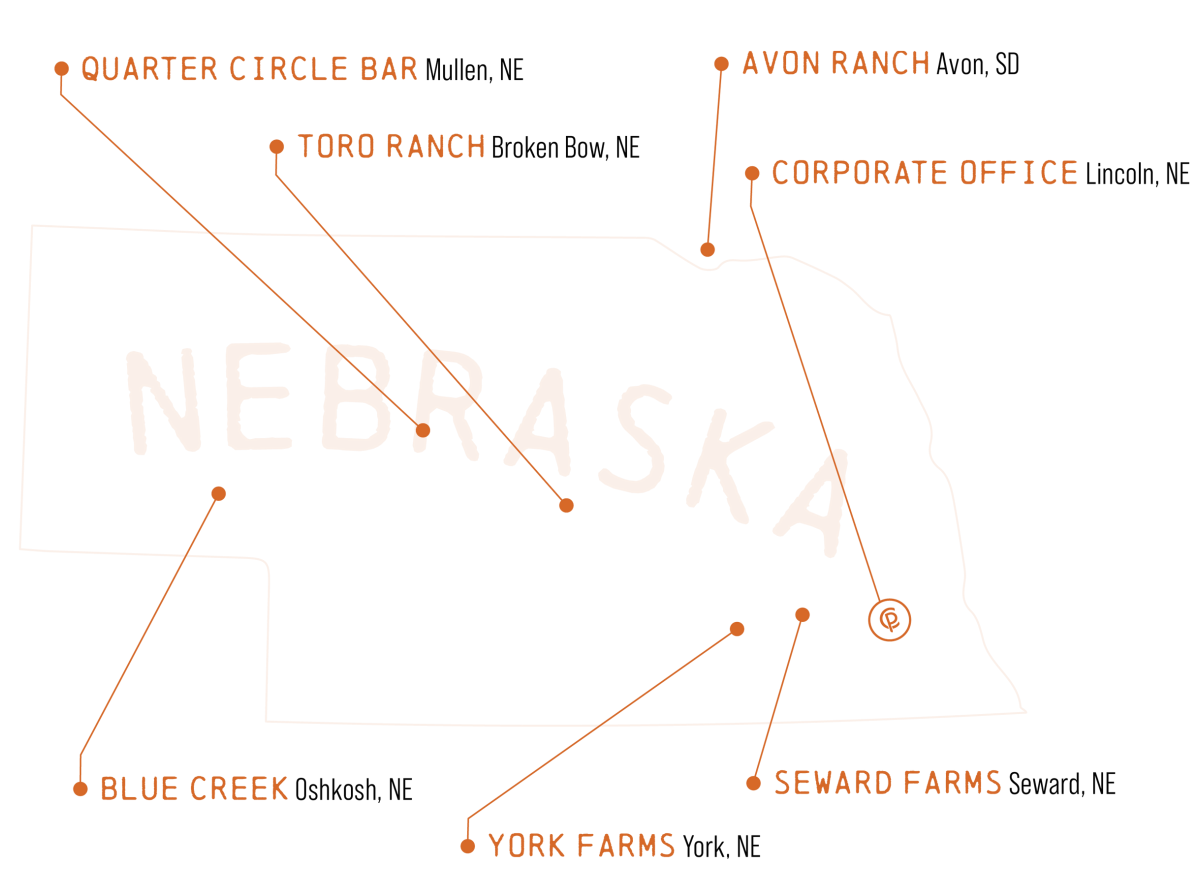 QUARTER CIRCLE BAR Mullen, NE
AVON RANCH Avon, SD
TORO RANCH Broken Bow, NE
CORPORATE OFFICE Lincoln, NE
NEBRASKA
BLUE CREEK Oshkosh, NE
SEWARD FARMS Seward, NE
YORK FARMS York, NE